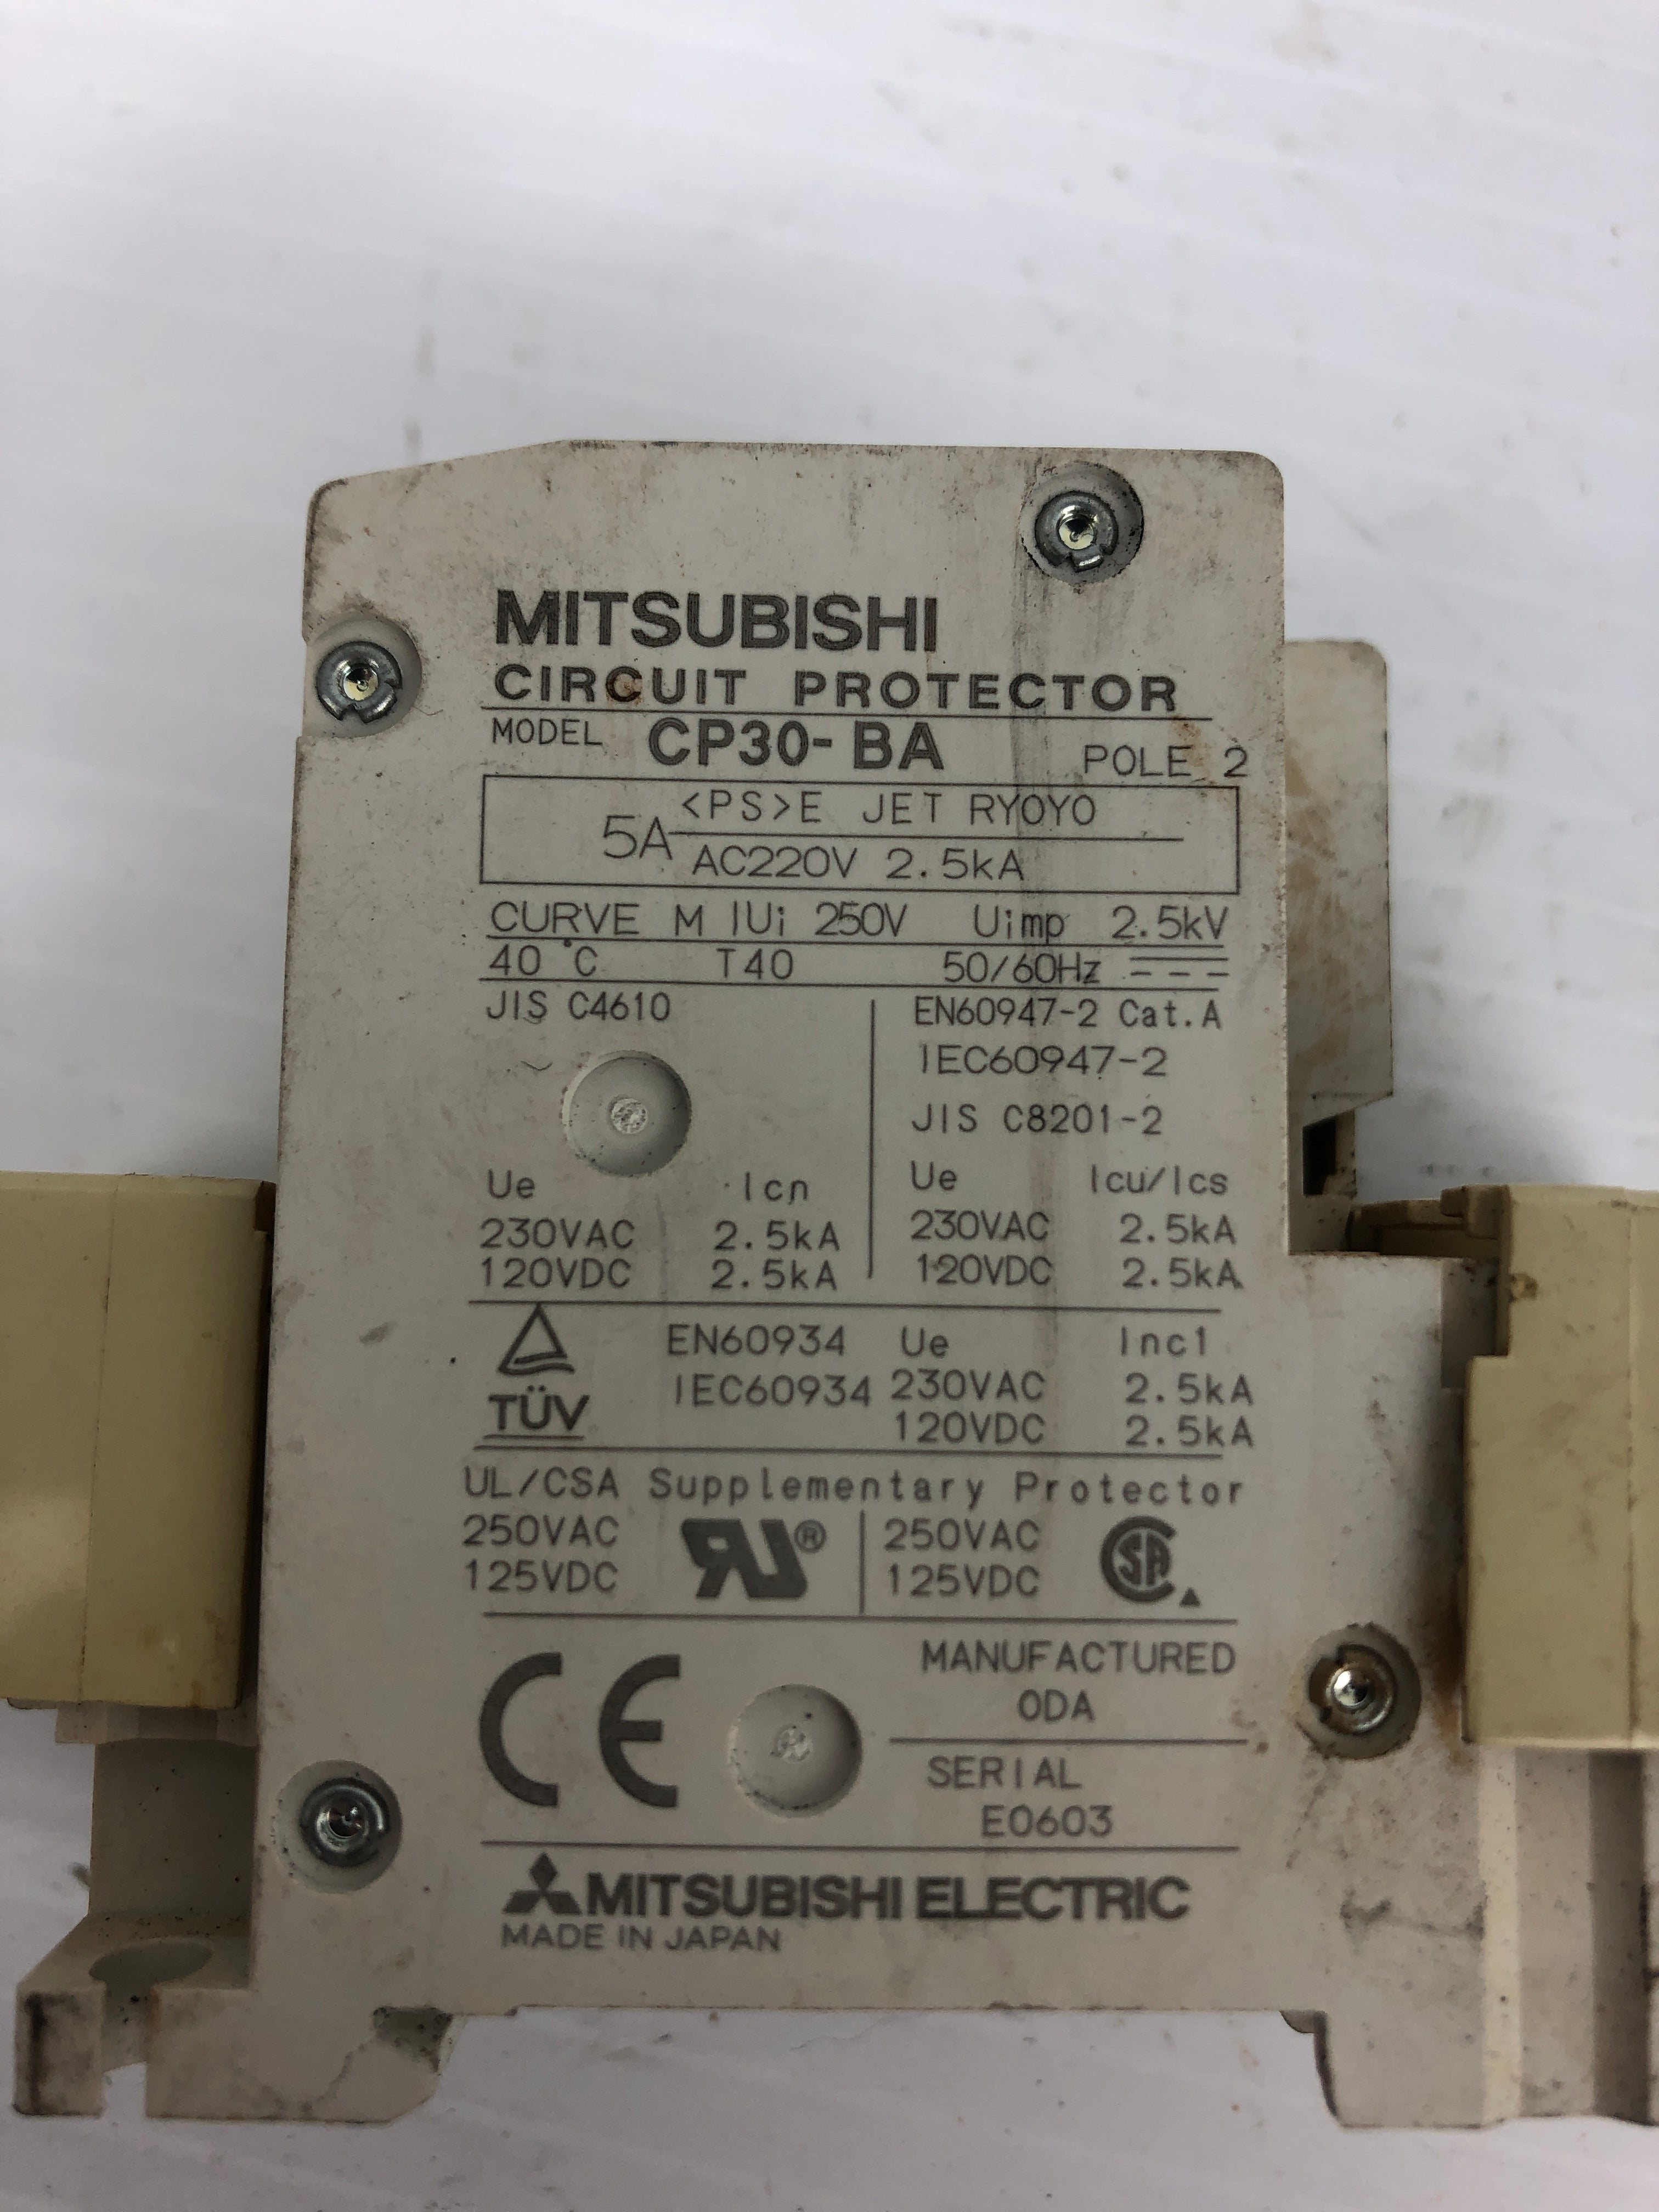 MITSUBISHI
CIRCUIT PROTECTOR
MODEL CP30-BA POLE 2
5A <PS>E JET RYOYO
AC220V 2.5kA
CURVE M IUi 250V Uimp 2.5kV
40°C T40 50/60Hz
JIS C4610
EN60947-2 Cat.A
IEC60947-2
JIS C8201-2
Ue Icn
230VAC 2.5kA
120VDC 2.5kA
Ue Icu/Ics
230VAC 2.5kA
120VDC 2.5kA
TÜV
EN60934 Ue Inc1
IEC60934 230VAC 2.5kA
120VDC 2.5kA
UL/CSA Supplementary Protector
250VAC
125VDC
RU®
250VAC
125VDC
CSA
CE
MANUFACTURED
ODA
SERIAL
E0603
MITSUBISHI ELECTRIC
MADE IN JAPAN